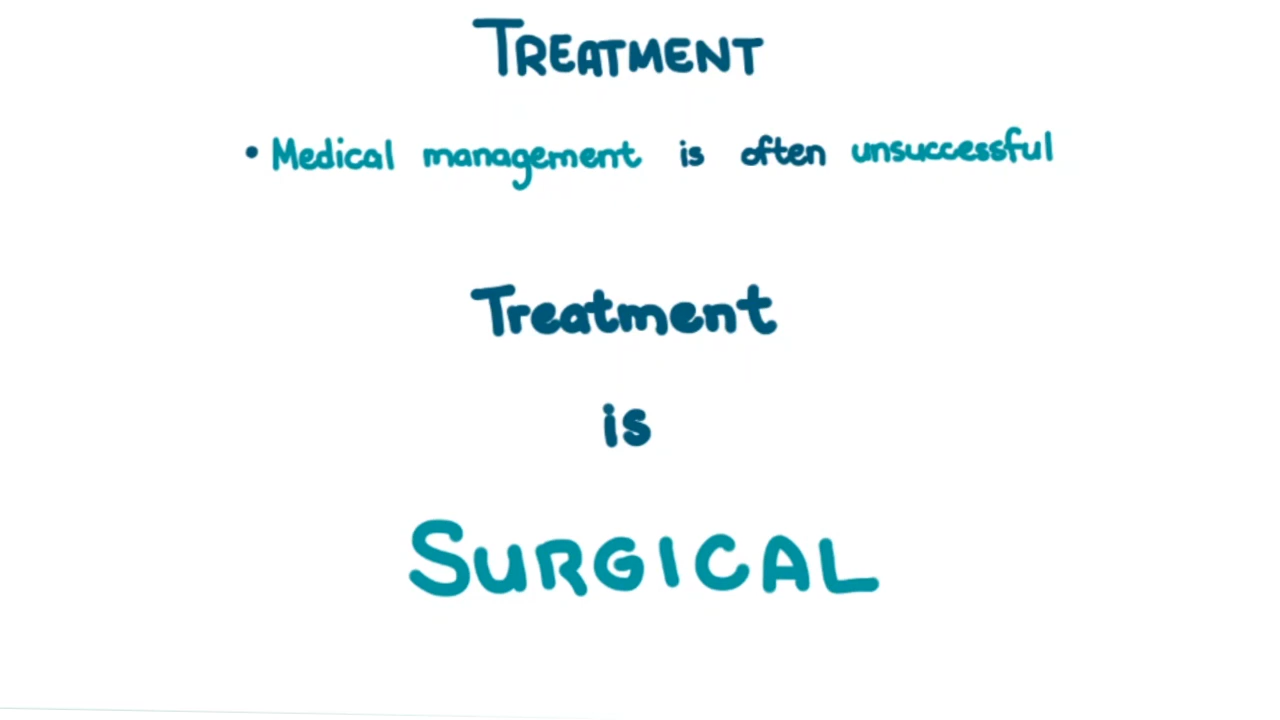 TREATMENT
• Medical management is often unsuccessful
Treatment
is
SURGICAL